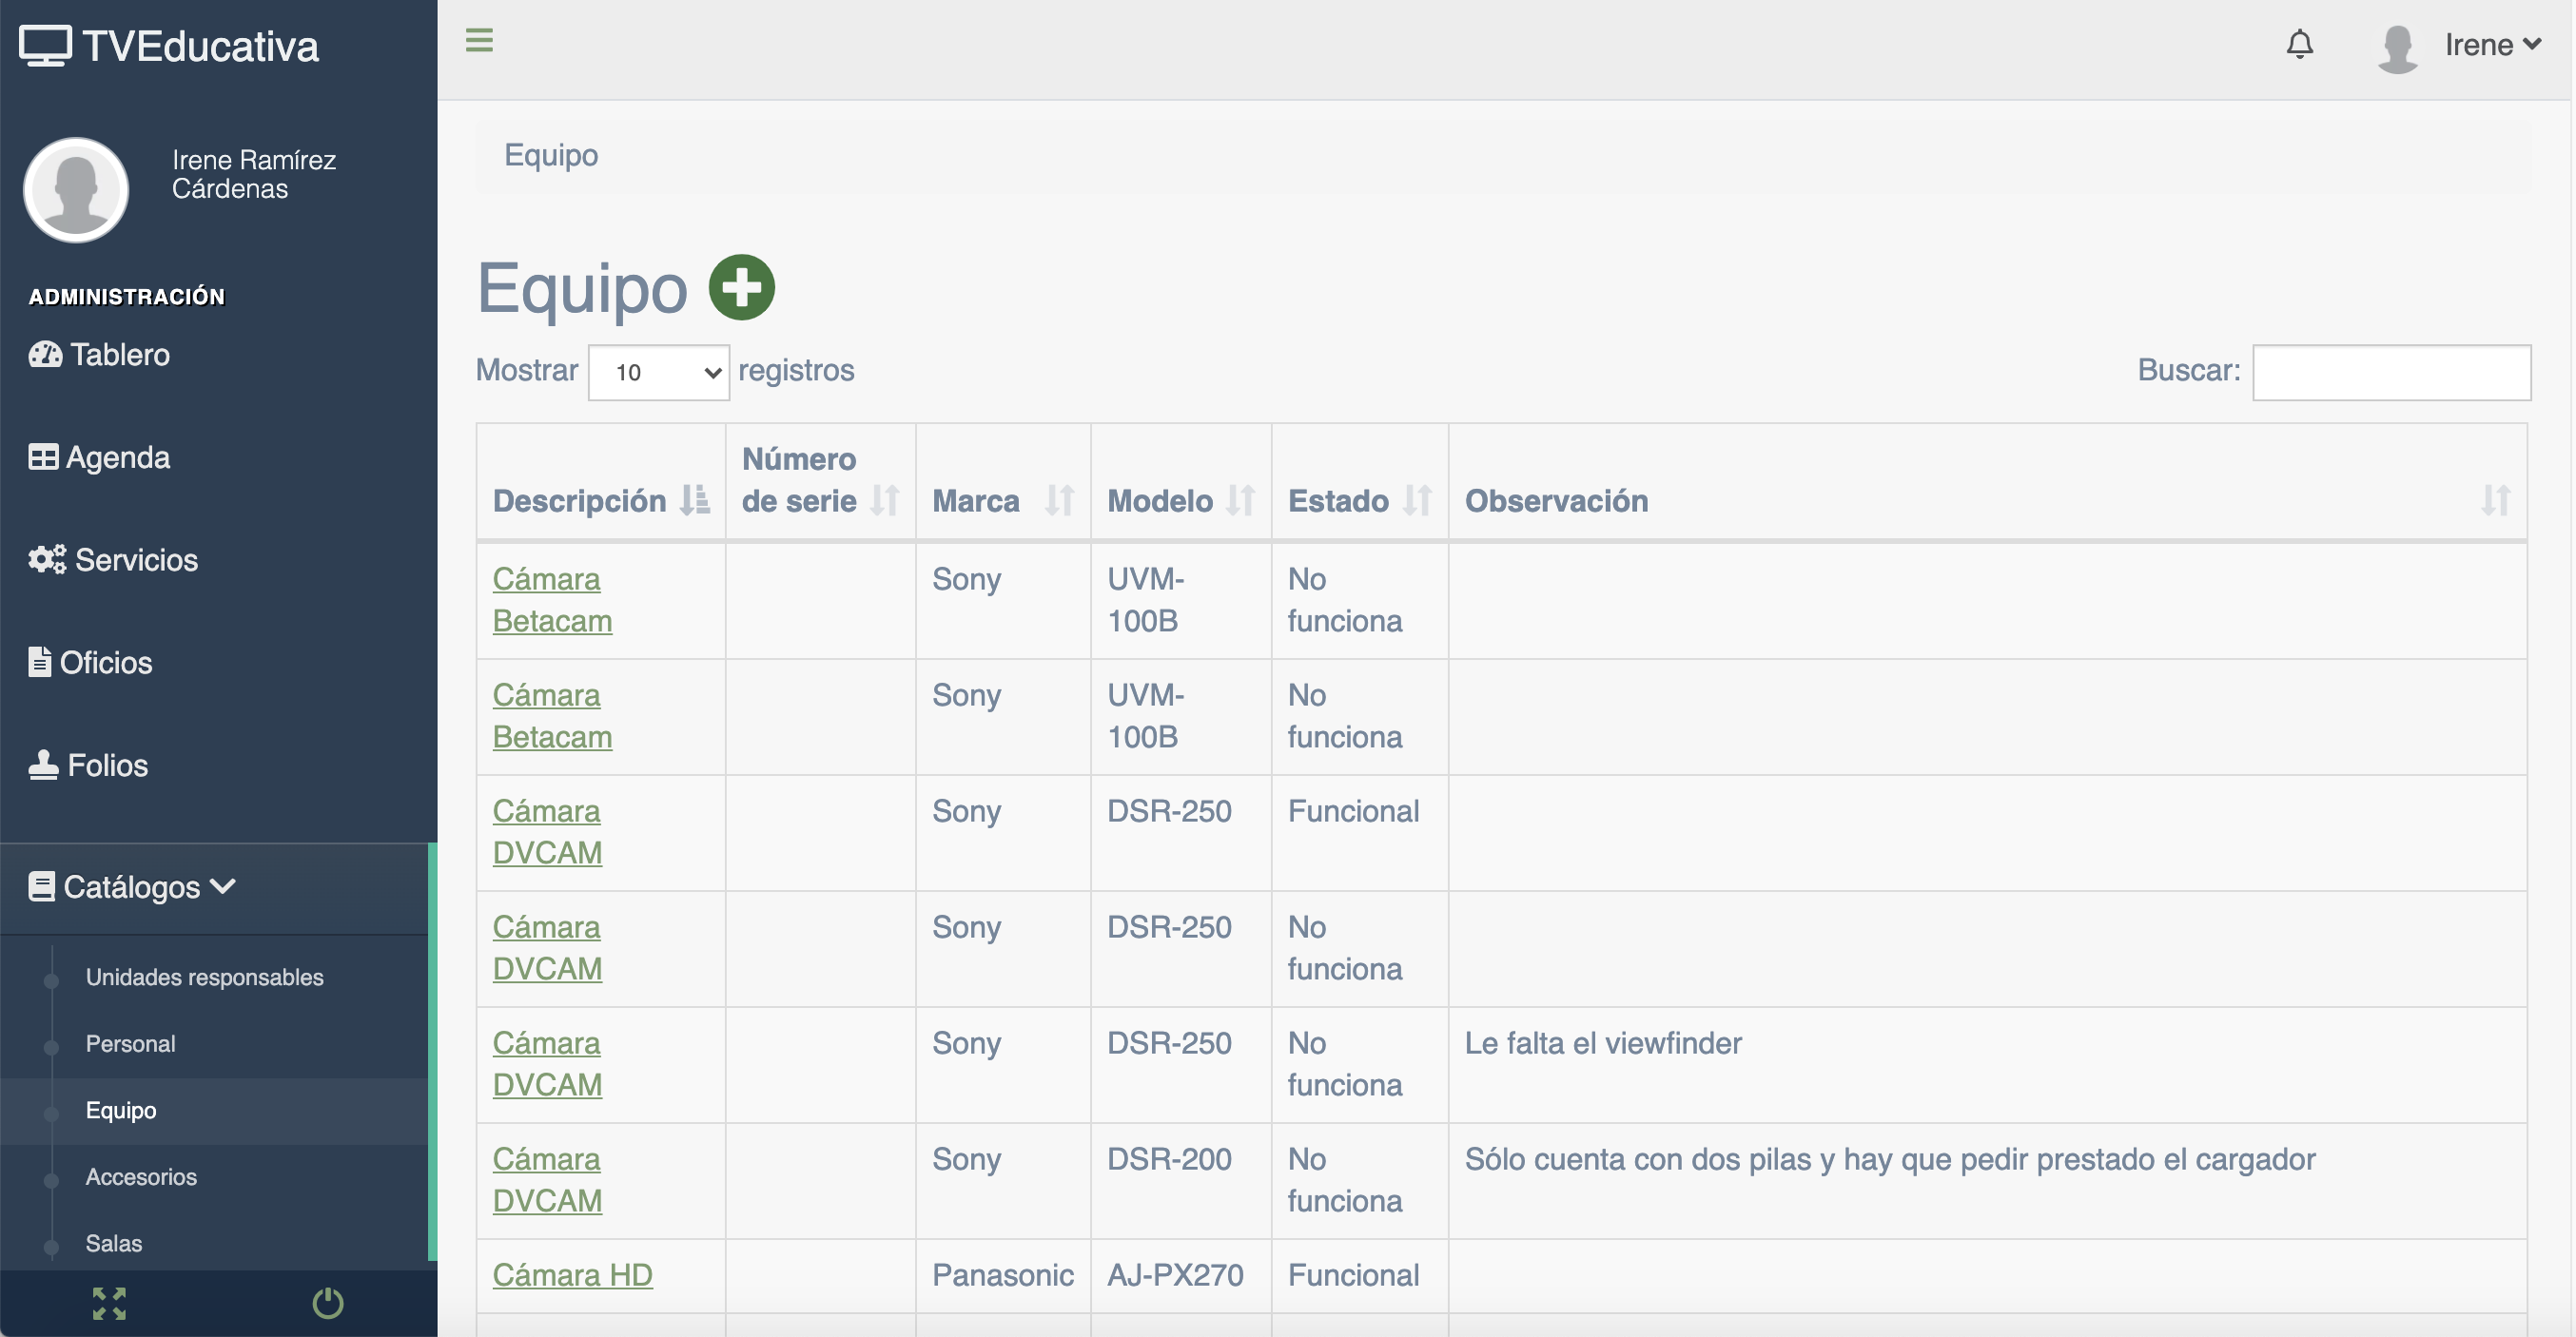 TVEducativa
Irene
Irene Ramírez
Cárdenas
ADMINISTRACIÓN
Tablero
Agenda
Servicios
Oficios
Folios
Catálogos
Unidades responsables
Personal
Equipo
Accesorios
Salas
Equipo
Equipo
Mostrar 10 registros
Buscar:
Descripción Número de serie Marca Modelo Estado Observación
Cámara Betacam Sony UVM-100B No funciona
Cámara Betacam Sony UVM-100B No funciona
Cámara DVCAM Sony DSR-250 Funcional
Cámara DVCAM Sony DSR-250 No funciona
Cámara DVCAM Sony DSR-250 No funciona Le falta el viewfinder
Cámara DVCAM Sony DSR-200 No funciona Sólo cuenta con dos pilas y hay que pedir prestado el cargador
Cámara HD Panasonic AJ-PX270 Funcional